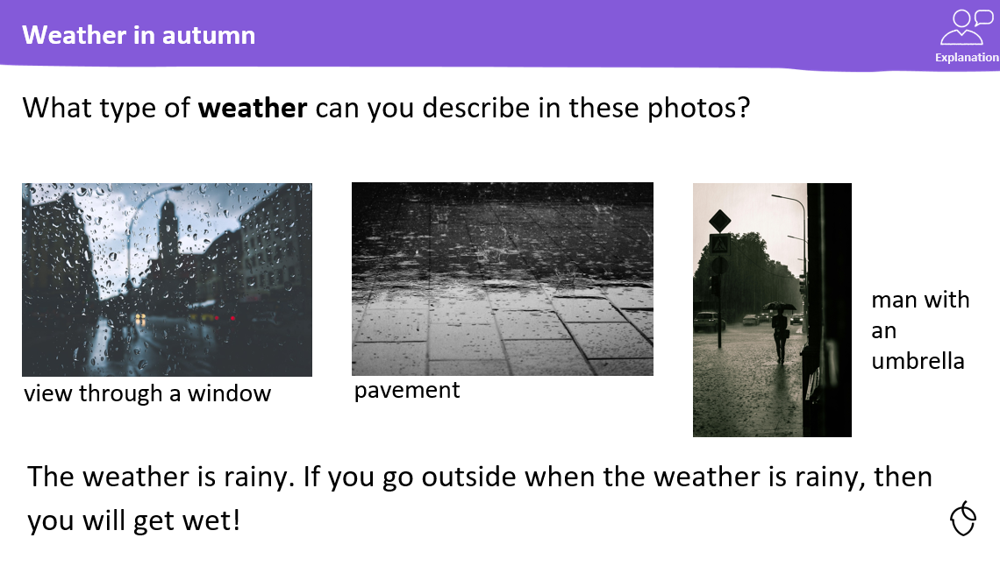 Weather in autumn
Explanation
What type of weather can you describe in these photos?
view through a window
pavement
man with
an
umbrella
The weather is rainy. If you go outside when the weather is rainy, then
you will get wet!